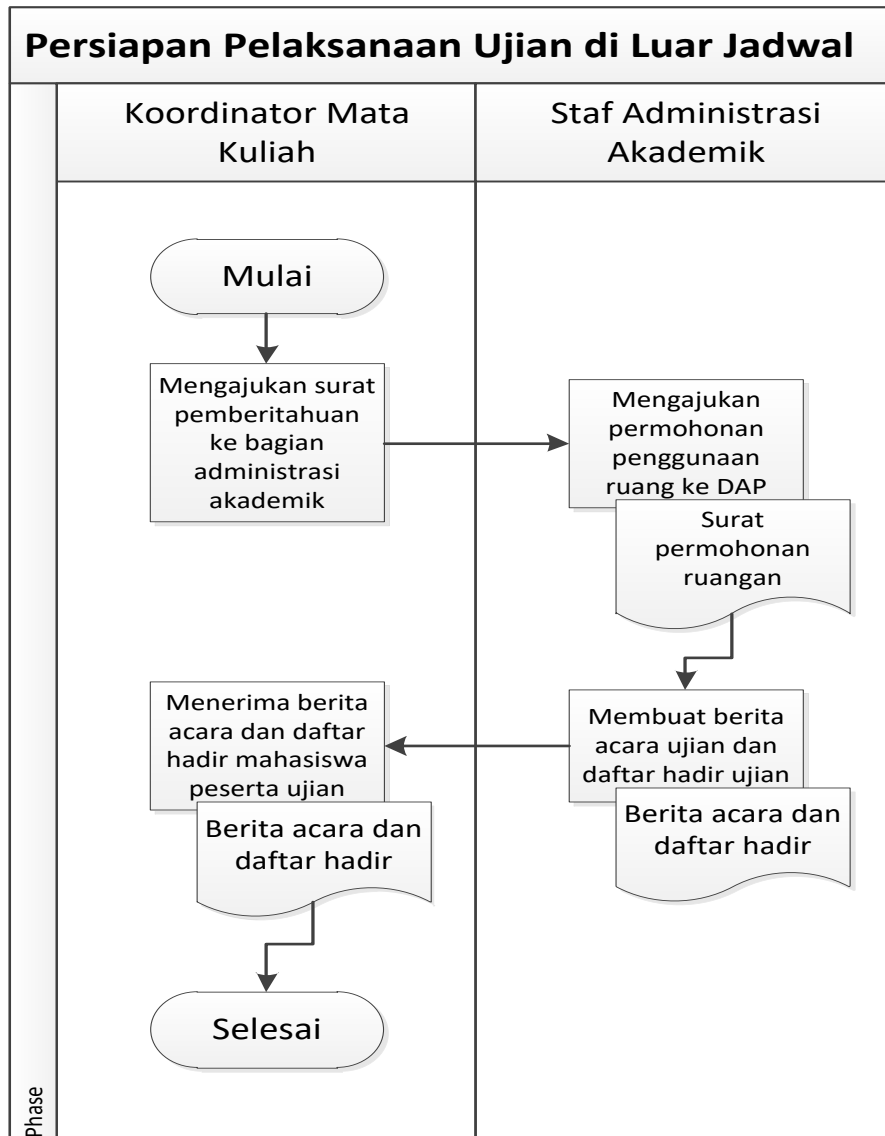 Persiapan Pelaksanaan Ujian di Luar Jadwal
Koordinator Mata
Kuliah
Staf Administrasi
Akademik
Mulai
Mengajukan surat
pemberitahuan
ke bagian
administrasi
akademik
Mengajukan
permohonan
penggunaan
ruang ke DAP
Surat
permohonan
ruangan
Membuat berita
acara ujian dan
daftar hadir ujian
Berita acara dan
daftar hadir
Menerima berita
acara dan daftar
hadir mahasiswa
peserta ujian
Berita acara dan
daftar hadir
Selesai
Phase